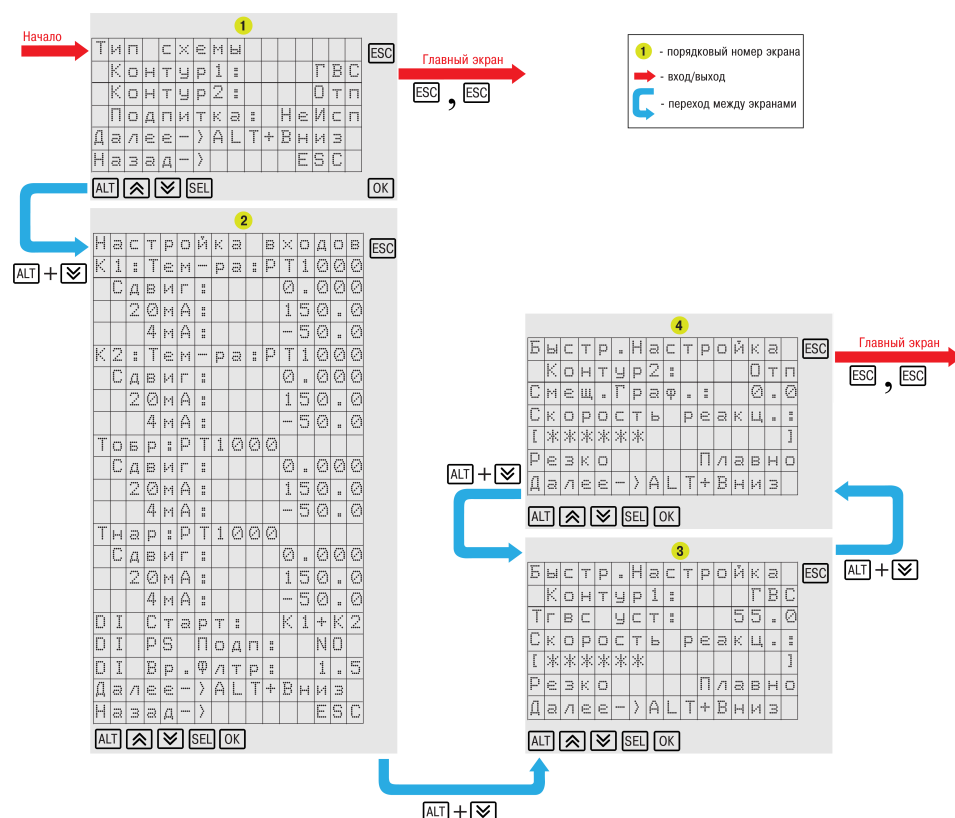 Начало
1
Тип схемы
Контур1: ГВС
Контур2: Отп
Подпитка: НеИсп
Далее->ALT+Вниз
Назад-> ESC
ESC
ALT SEL OK
Главный экран
ESC , ESC
1 - порядковый номер экрана
- вход/выход
- переход между экранами
ALT +
2
Настройка входов
К1:Тем-ра:PT1000
Сдвиг: 0.000
20мА: 150.0
4мА: -50.0
К2:Тем-ра:PT1000
Сдвиг: 0.000
20мА: 150.0
4мА: -50.0
Тобр:PT1000
Сдвиг: 0.000
20мА: 150.0
4мА: -50.0
Тнар:PT1000
Сдвиг: 0.000
20мА: 150.0
4мА: -50.0
DI Старт: К1+К2
DI PS Подп: NO
DI Вр.Флтр: 1.5
Далее->ALT+Вниз
Назад-> ESC
ESC
ALT SEL OK
ALT +
4
Быстр.Настройка
Контур2: Отп
Смещ.Граф.: 0.0
Скорость реакц.:
[****** ]
Резко Плавно
Далее->ALT+Вниз
ESC
ALT SEL OK
Главный экран
ESC , ESC
ALT +
3
Быстр.Настройка
Контур1: ГВС
Тгвс уст: 55.0
Скорость реакц.:
[****** ]
Резко Плавно
Далее->ALT+Вниз
ESC
ALT SEL OK
ALT +